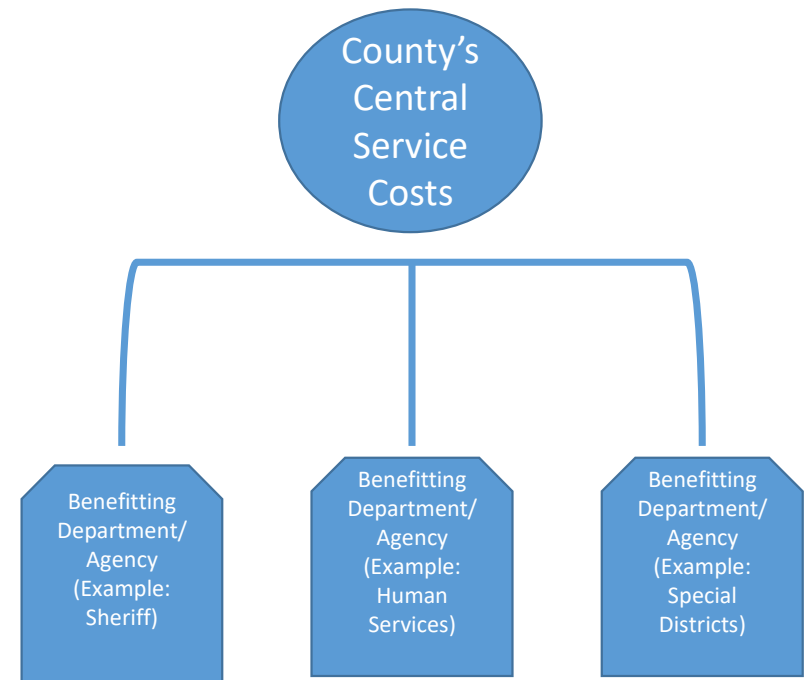 County’s
Central
Service
Costs
Benefitting
Department/
Agency
(Example:
Sheriff)
Benefitting
Department/
Agency
(Example:
Human
Services)
Benefitting
Department/
Agency
(Example:
Special
Districts)